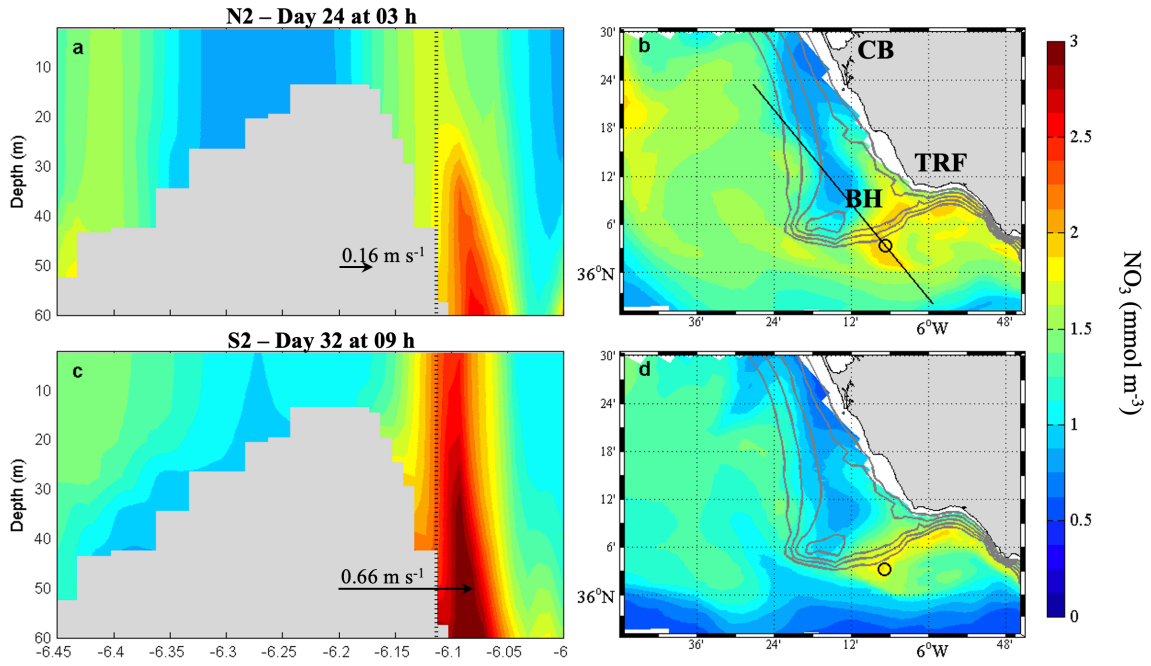 N2 – Day 24 at 03 h
a
10
20
30
40
50
60
Depth (m)
0.16 m s-1
b
CB
TRF
BH
30'
24'
18'
12'
6'
36oN
36'
24'
12'
6oW
48'
S2 – Day 32 at 09 h
c
10
20
30
40
50
60
Depth (m)
0.66 m s-1
-6.45
-6.4
-6.35
-6.3
-6.25
-6.2
-6.15
-6.1
-6.05
-6
d
30'
24'
18'
12'
6'
36oN
36'
24'
12'
6oW
48'
3
2.5
2
1.5
1
0.5
0
NO3 (mmol m-3)